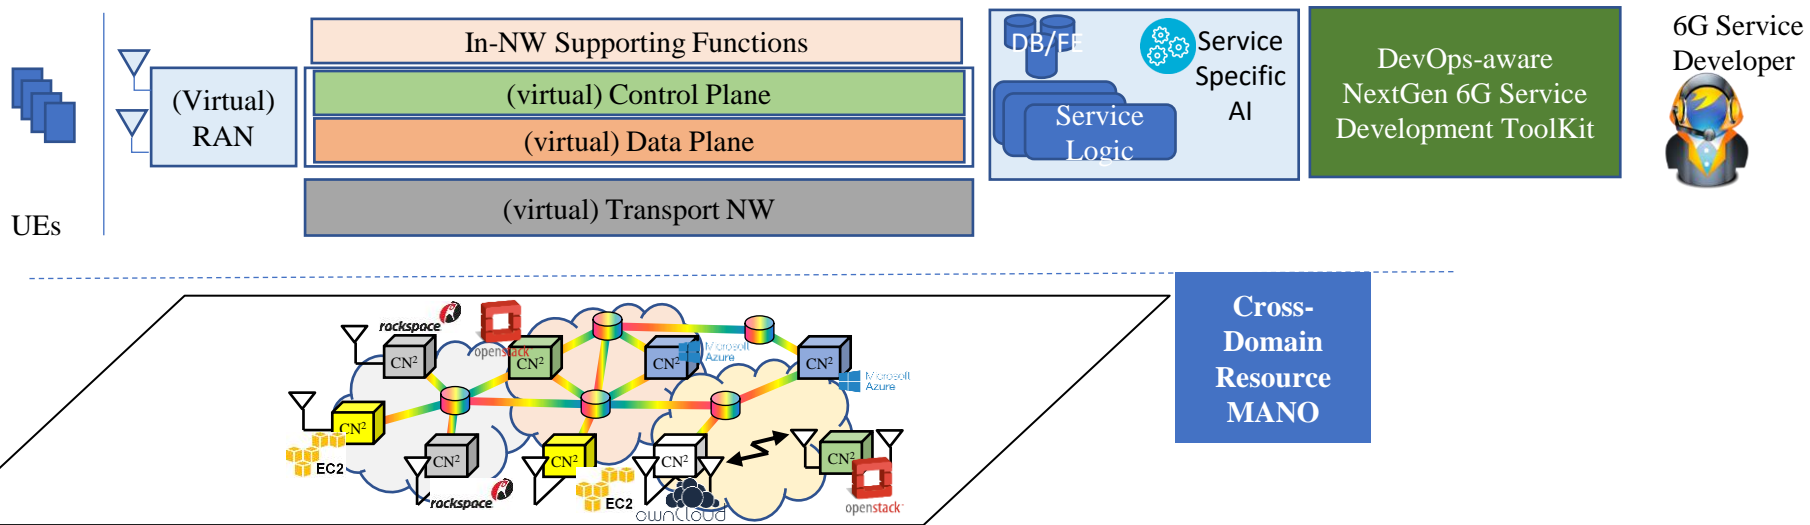 In-NW Supporting Functions
(virtual) Control Plane
(virtual) Data Plane
(virtual) Transport NW
(Virtual)
RAN
UEs
DB/FE
Service
Specific
AI
Service
Logic
DevOps-aware
NextGen 6G Service
Development ToolKit
6G Service
Developer
Cross-
Domain
Resource
MANO
rackspace
openstack
CN²
CN²
CN²
Microsoft
Azure
CN²
Microsoft
Azure
CN²
EC2
CN²
rackspace
CN²
EC2
CN²
ownCloud
CN²
openstack